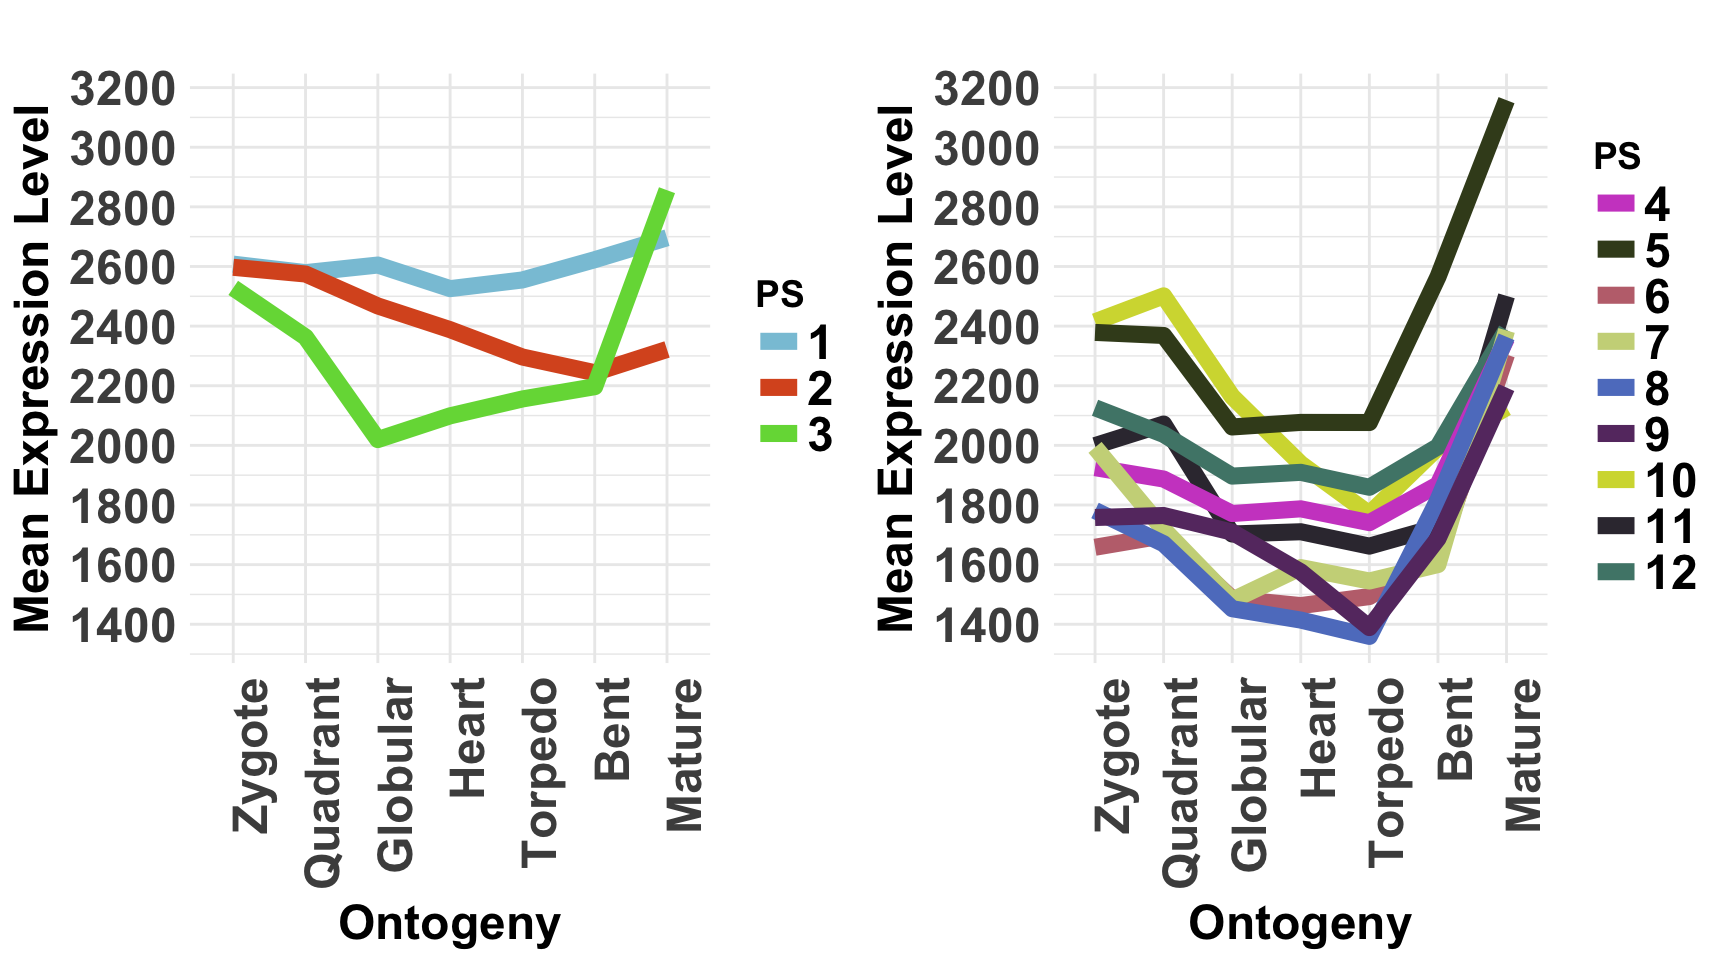 Mean Expression Level
3200
3000
2800
2600
2400
2200
2000
1800
1600
1400
Zygote
Quadrant
Globular
Heart
Torpedo
Bent
Mature
Ontogeny
PS
1
2
3
Mean Expression Level
3200
3000
2800
2600
2400
2200
2000
1800
1600
1400
Zygote
Quadrant
Globular
Heart
Torpedo
Bent
Mature
Ontogeny
PS
4
5
6
7
8
9
10
11
12